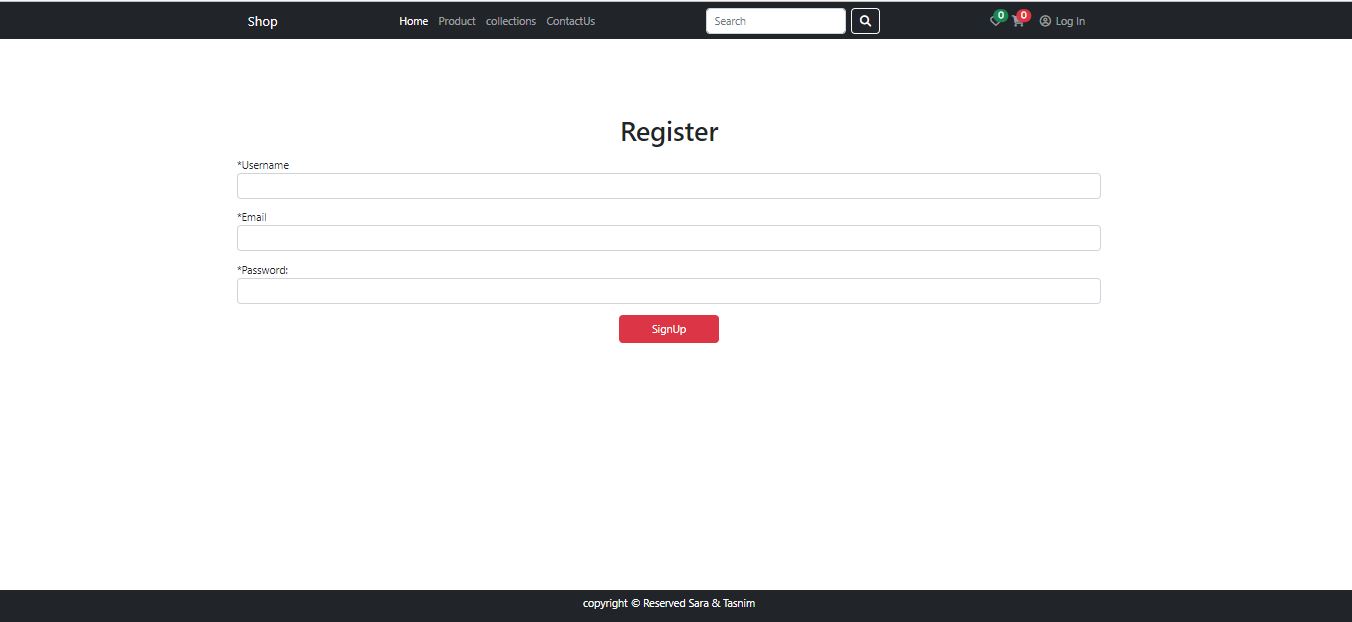 Shop Home Product collections ContactUs Search 0 0 Log In
Register
*Username
*Email
*Password:
SignUp
copyright © Reserved Sara & Tasnim